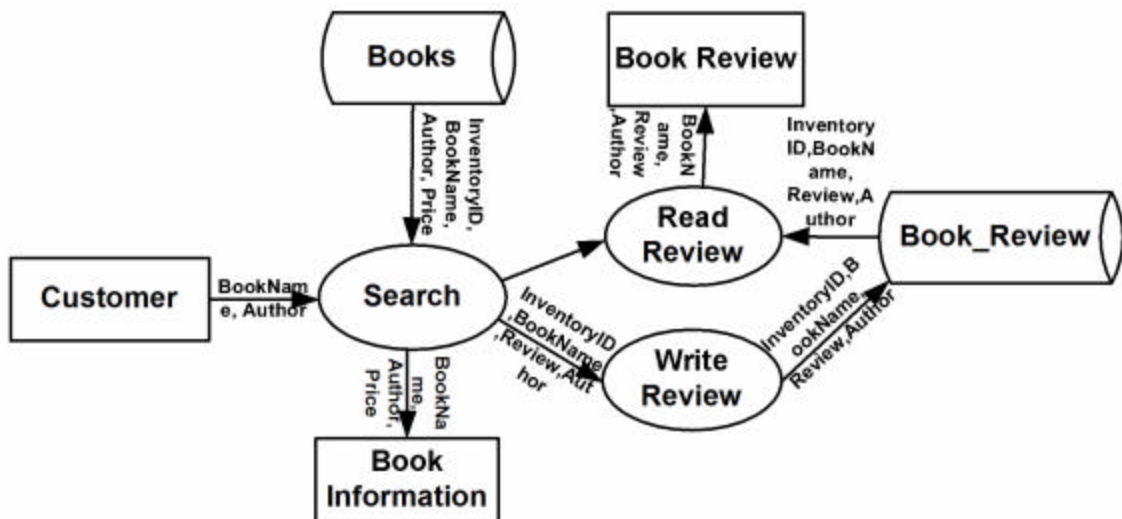 Books
Book Review
InventoryID,
BookName,
Author, Price
BookN
ame,
Review
,Author
Inventory
ID,BookN
ame,
Review,A
uthor
Read
Review
Book_Review
Customer
BookNam
e, Author
Search
InventoryID
,BookName
,Review,Aut
hor
InventoryID,B
ookName,
Review,Author
Write
Review
BookNa
me,
Author,
Price
Book
Information